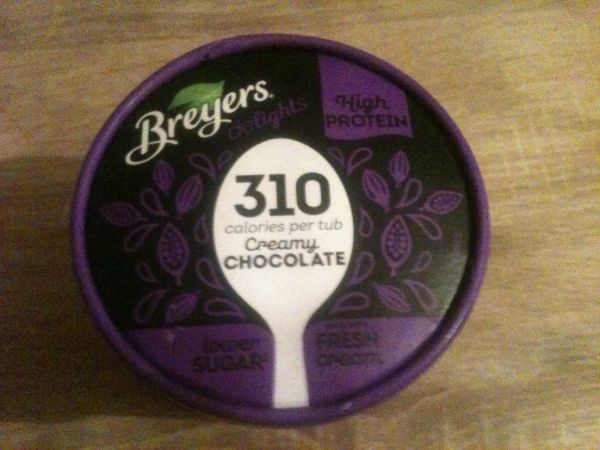 Breyers
delights
High
PROTEIN
310
calories per tub
Creamy
CHOCOLATE
lower
SUGAR
FRESH
cream